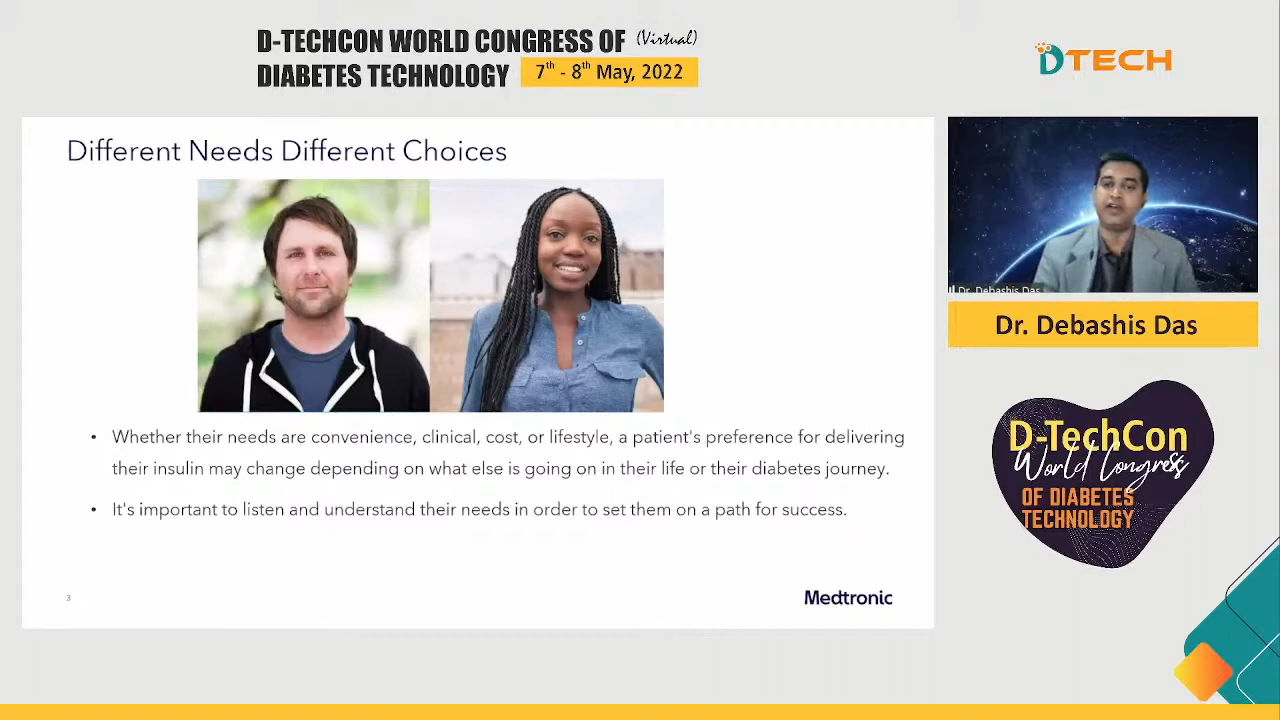 D-TECHCON WORLD CONGRESS OF (Virtual)
DIABETES TECHNOLOGY 7th - 8th May, 2022
DTECH
Different Needs Different Choices
• Whether their needs are convenience, clinical, cost, or lifestyle, a patient's preference for delivering
their insulin may change depending on what else is going on in their life or their diabetes journey.
• It's important to listen and understand their needs in order to set them on a path for success.
3
Medtronic
Dr. Debashis Das
Dr. Debashis Das
D-TechCon
World Congress
OF DIABETES
TECHNOLOGY